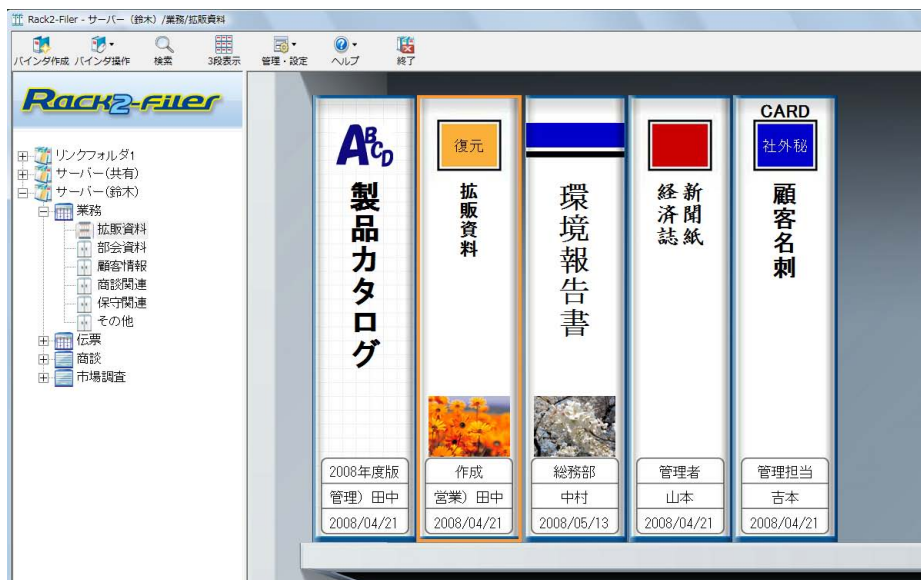 Rack2-Filer - サーバー（鈴木）/業務/拡販資料
バインダ作成 バインダ操作 検索 3段表示 管理・設定 ヘルプ 終了
Rack2-Filer
リンクフォルダ1
サーバー(共有)
サーバー(鈴木)
業務
拡販資料
部会資料
顧客情報
商談関連
保守関連
その他
伝票
商談
市場調査
ABCD
製品カタログ
2008年度版
管理）田中
2008/04/21
復元
拡販資料
作成
営業）田中
2008/04/21
環境報告書
総務部
中村
2008/05/13
新聞紙
経済誌
管理者
山本
2008/04/21
CARD
社外秘
顧客名刺
管理担当
吉本
2008/04/21